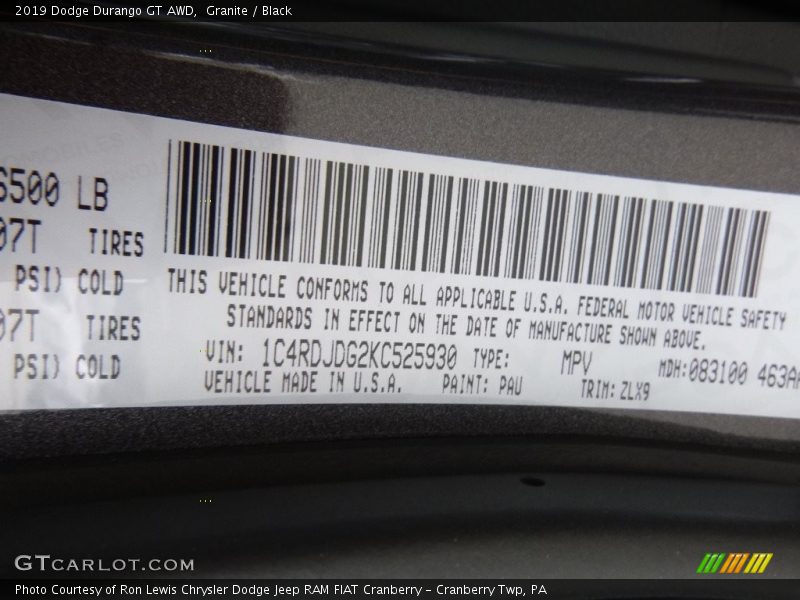 2019 Dodge Durango GT AWD, Granite / Black
6500 LB
07T TIRES
PSI) COLD
07T TIRES
PSI) COLD
THIS VEHICLE CONFORMS TO ALL APPLICABLE U.S.A. FEDERAL MOTOR VEHICLE SAFETY
STANDARDS IN EFFECT ON THE DATE OF MANUFACTURE SHOWN ABOVE.
VIN: 1C4RDJDG2KC525930 TYPE: MPV MDH:083100 463A
VEHICLE MADE IN U.S.A. PAINT: PAU TRIM: ZLX9
GTCARLOT.COM
Photo Courtesy of Ron Lewis Chrysler Dodge Jeep RAM FIAT Cranberry – Cranberry Twp, PA